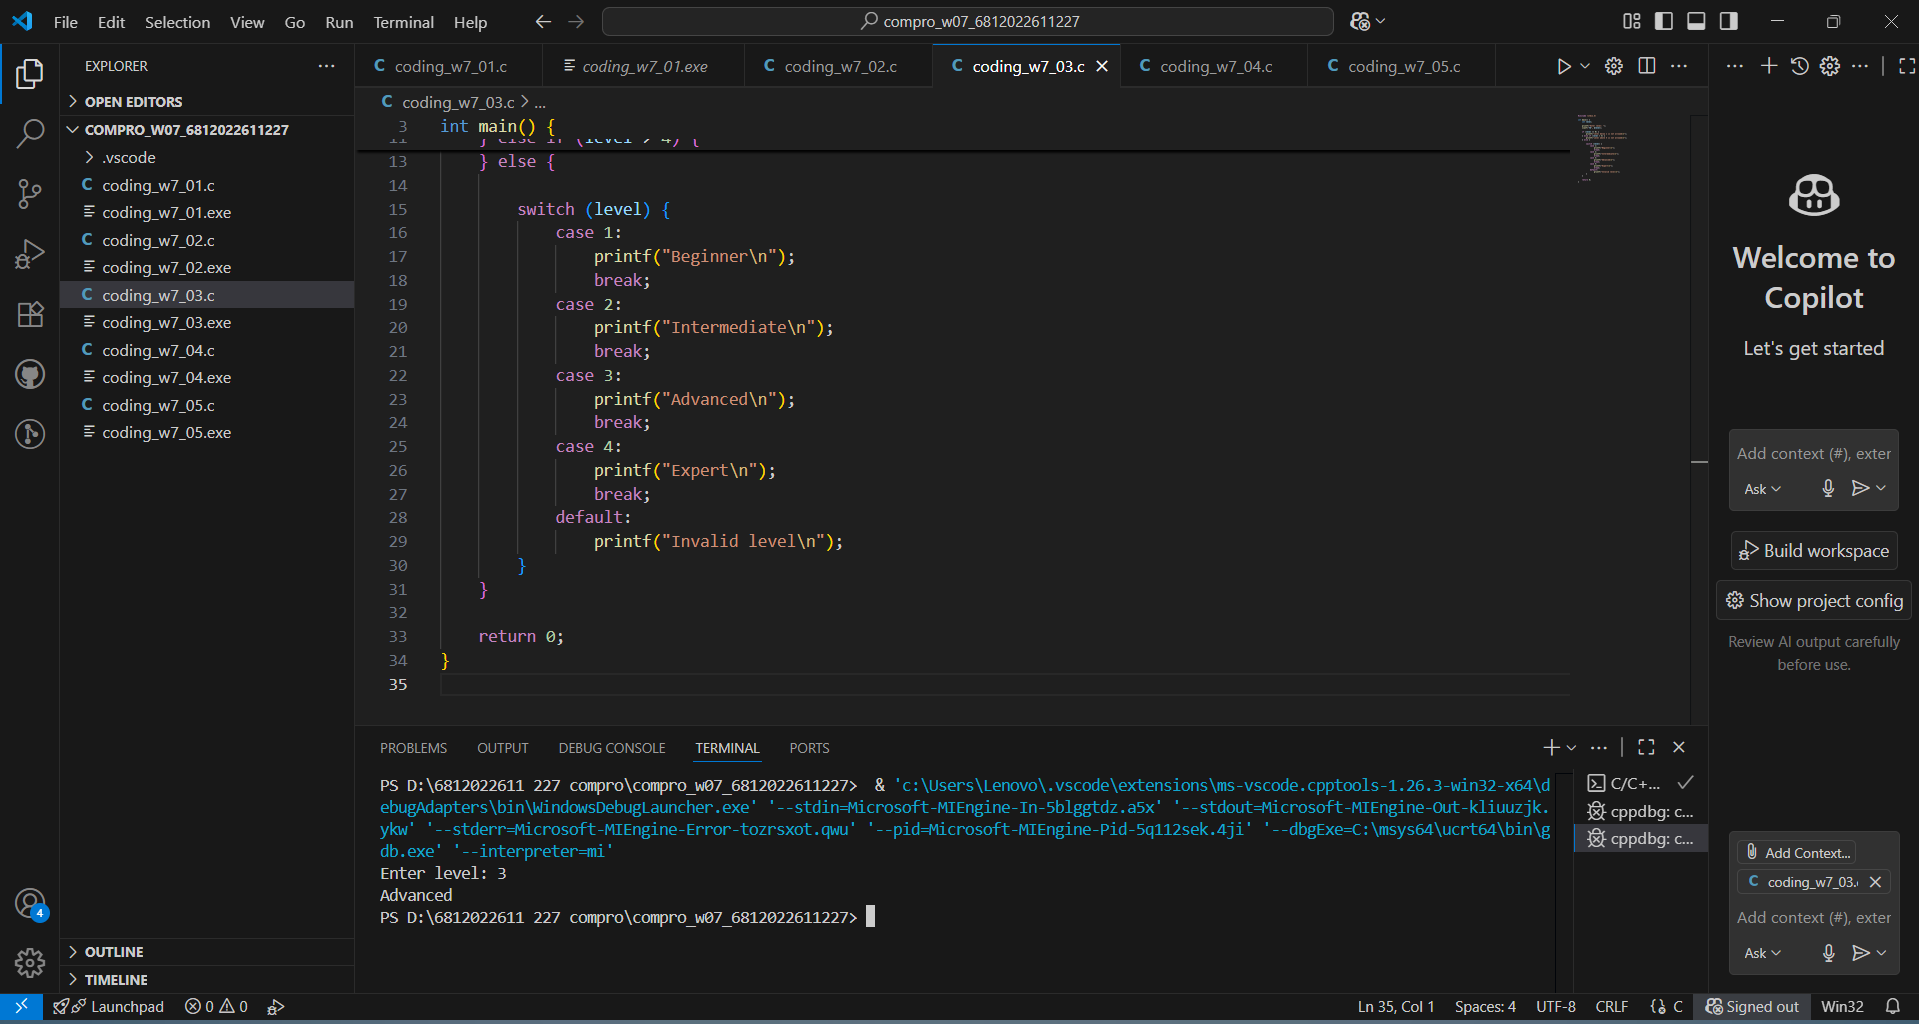 File Edit Selection View Go Run Terminal Help
compro_w07_6812022611227
EXPLORER
OPEN EDITORS
COMPRO_W07_6812022611227
.vscode
coding_w7_01.c
coding_w7_01.exe
coding_w7_02.c
coding_w7_02.exe
coding_w7_03.c
coding_w7_03.exe
coding_w7_04.c
coding_w7_04.exe
coding_w7_05.c
coding_w7_05.exe
OUTLINE
TIMELINE
coding_w7_01.c coding_w7_01.exe coding_w7_02.c coding_w7_03.c coding_w7_04.c coding_w7_05.c
coding_w7_03.c > ...
3 int main() {
11 } else if (level > 4) {
13 } else {
14
15 switch (level) {
16 case 1:
17 printf("Beginner\n");
18 break;
19 case 2:
20 printf("Intermediate\n");
21 break;
22 case 3:
23 printf("Advanced\n");
24 break;
25 case 4:
26 printf("Expert\n");
27 break;
28 default:
29 printf("Invalid level\n");
30 }
31 }
32
33 return 0;
34 }
35
PROBLEMS OUTPUT DEBUG CONSOLE TERMINAL PORTS
PS D:\6812022611 227 compro\compro_w07_6812022611227> & 'c:\Users\Lenovo\.vscode\extensions\ms-vscode.cpptools-1.26.3-win32-x64\d
ebugAdapters\bin\WindowsDebugLauncher.exe' '--stdin=Microsoft-MIEngine-In-5blggtdz.a5x' '--stdout=Microsoft-MIEngine-Out-kliuuzjk.
ykw' '--stderr=Microsoft-MIEngine-Error-tozrsxot.qwu' '--pid=Microsoft-MIEngine-Pid-5q112sek.4ji' '--dbgExe=C:\msys64\ucrt64\bin\g
db.exe' '--interpreter=mi'
Enter level: 3
Advanced
PS D:\6812022611 227 compro\compro_w07_6812022611227>
C/C+...
cppdbg: c...
cppdbg: c...
Welcome to
Copilot
Let's get started
Add context (#), exter
Ask
Build workspace
Show project config
Review AI output carefully
before use.
Add Context...
coding_w7_03.
Add context (#), exter
Ask
4
Launchpad 0 0 Ln 35, Col 1 Spaces: 4 UTF-8 CRLF {} C Signed out Win32